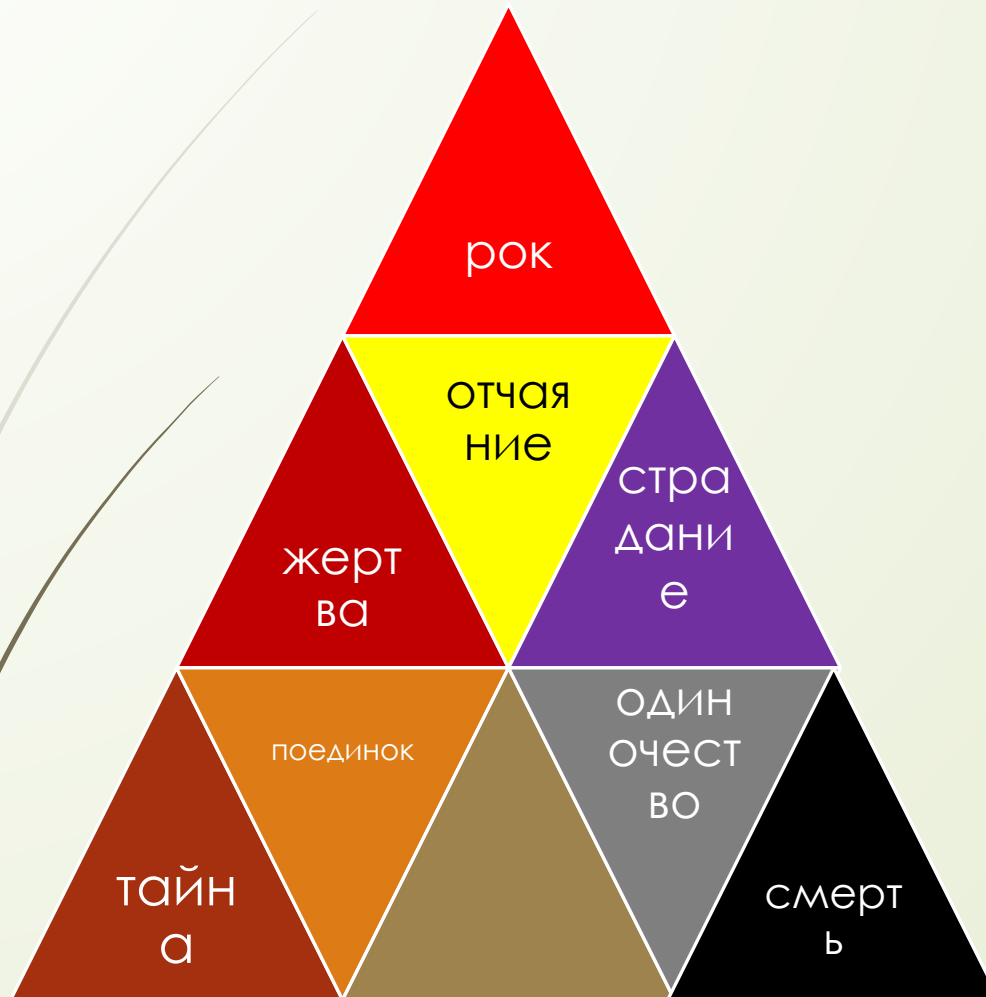 рок
отчая
ние
жерт
ва
стра
дани
е
тайн
а
поединок
один
очест
во
смерт
ь